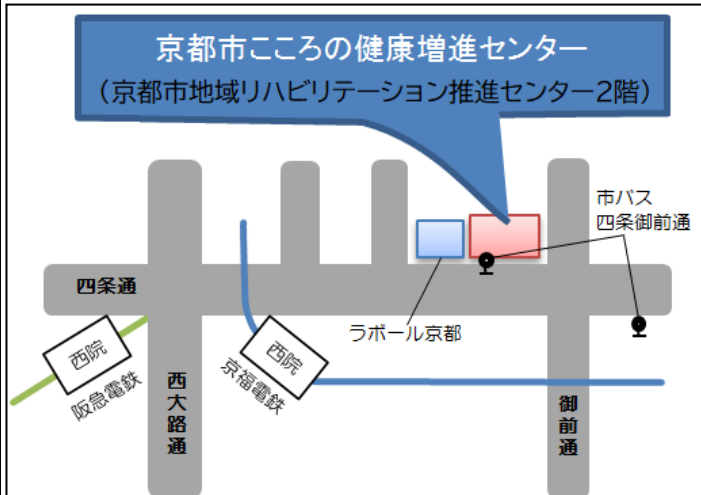 京都市こころの健康増進センター
（京都市地域リハビリテーション推進センター2階）
市バス
四条御前通
四条通
ラボール京都
西院
阪急電鉄
西院
京福電鉄
西大路通
御前通